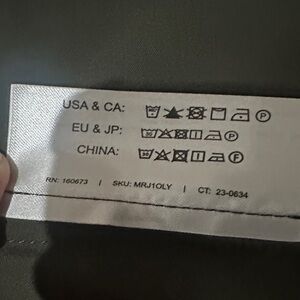 USA & CA:
EU & JP:
CHINA:
RN: 160673 | SKU: MRJ1OLY | CT: 23-0634